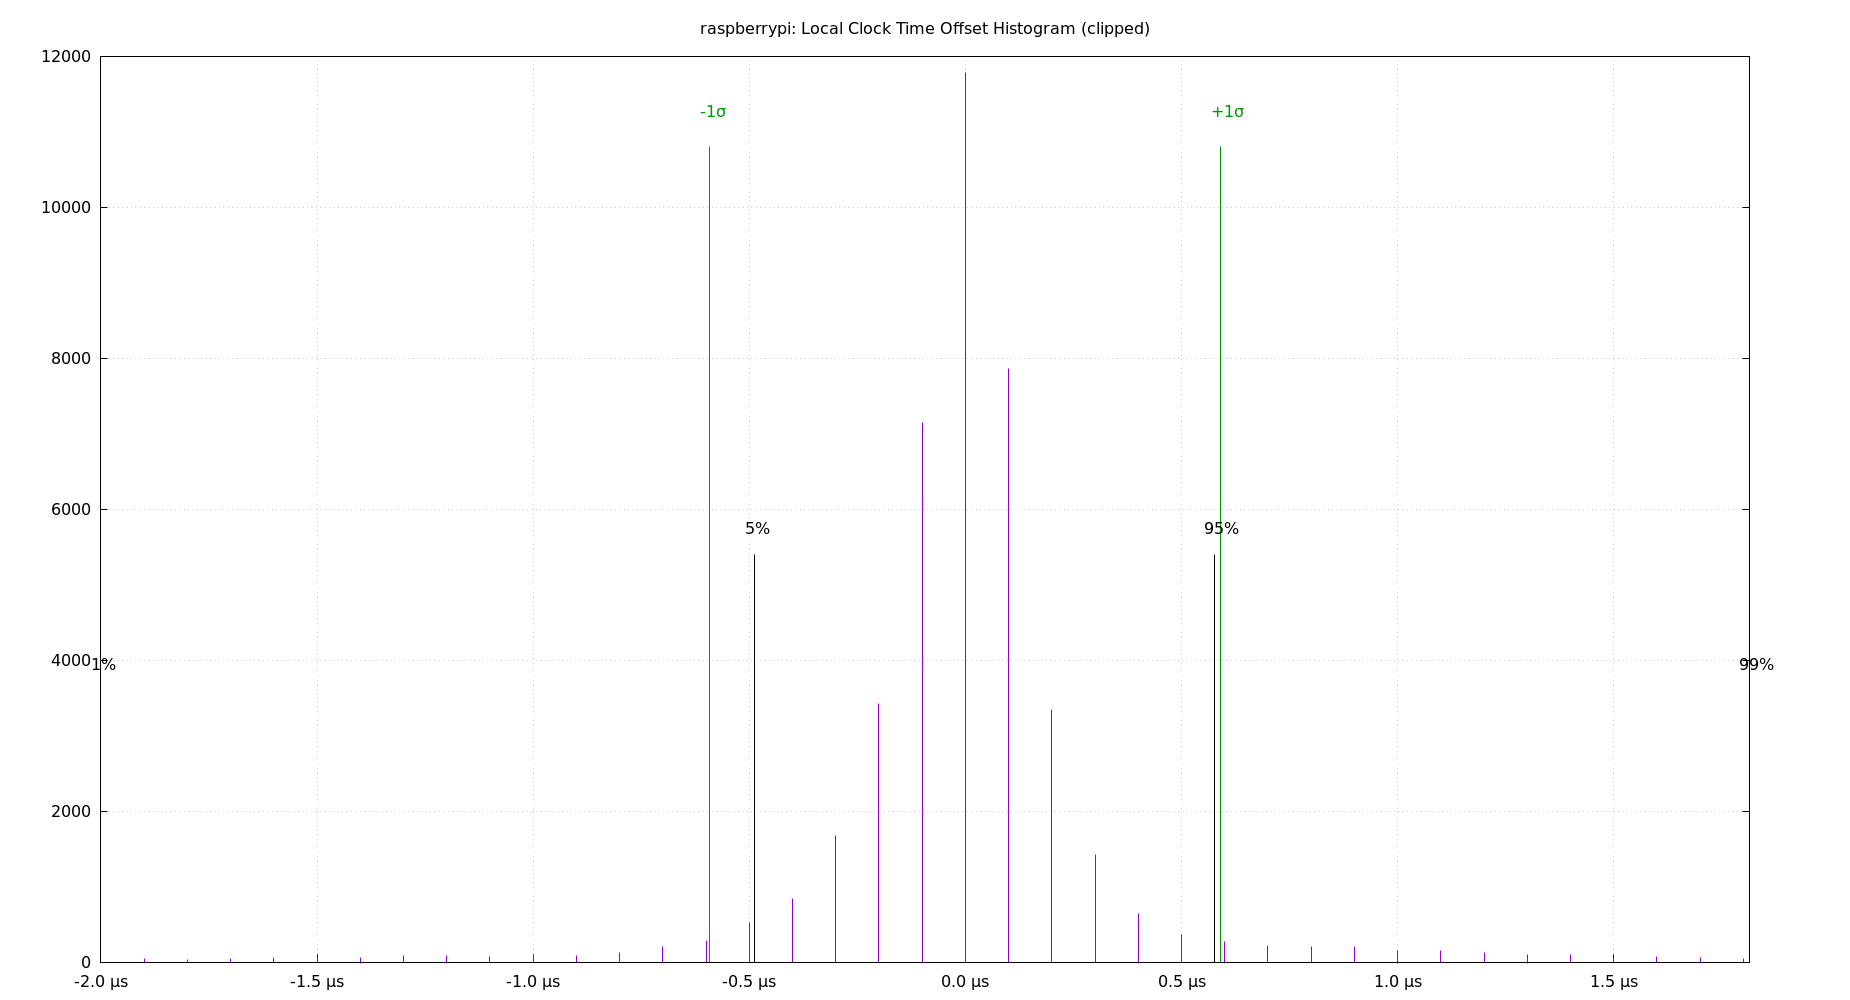 raspberrypi: Local Clock Time Offset Histogram (clipped)
12000
-1σ
+1σ
10000
8000
6000
5%
95%
4000
1%
99%
2000
0
-2.0 µs
-1.5 µs
-1.0 µs
-0.5 µs
0.0 µs
0.5 µs
1.0 µs
1.5 µs